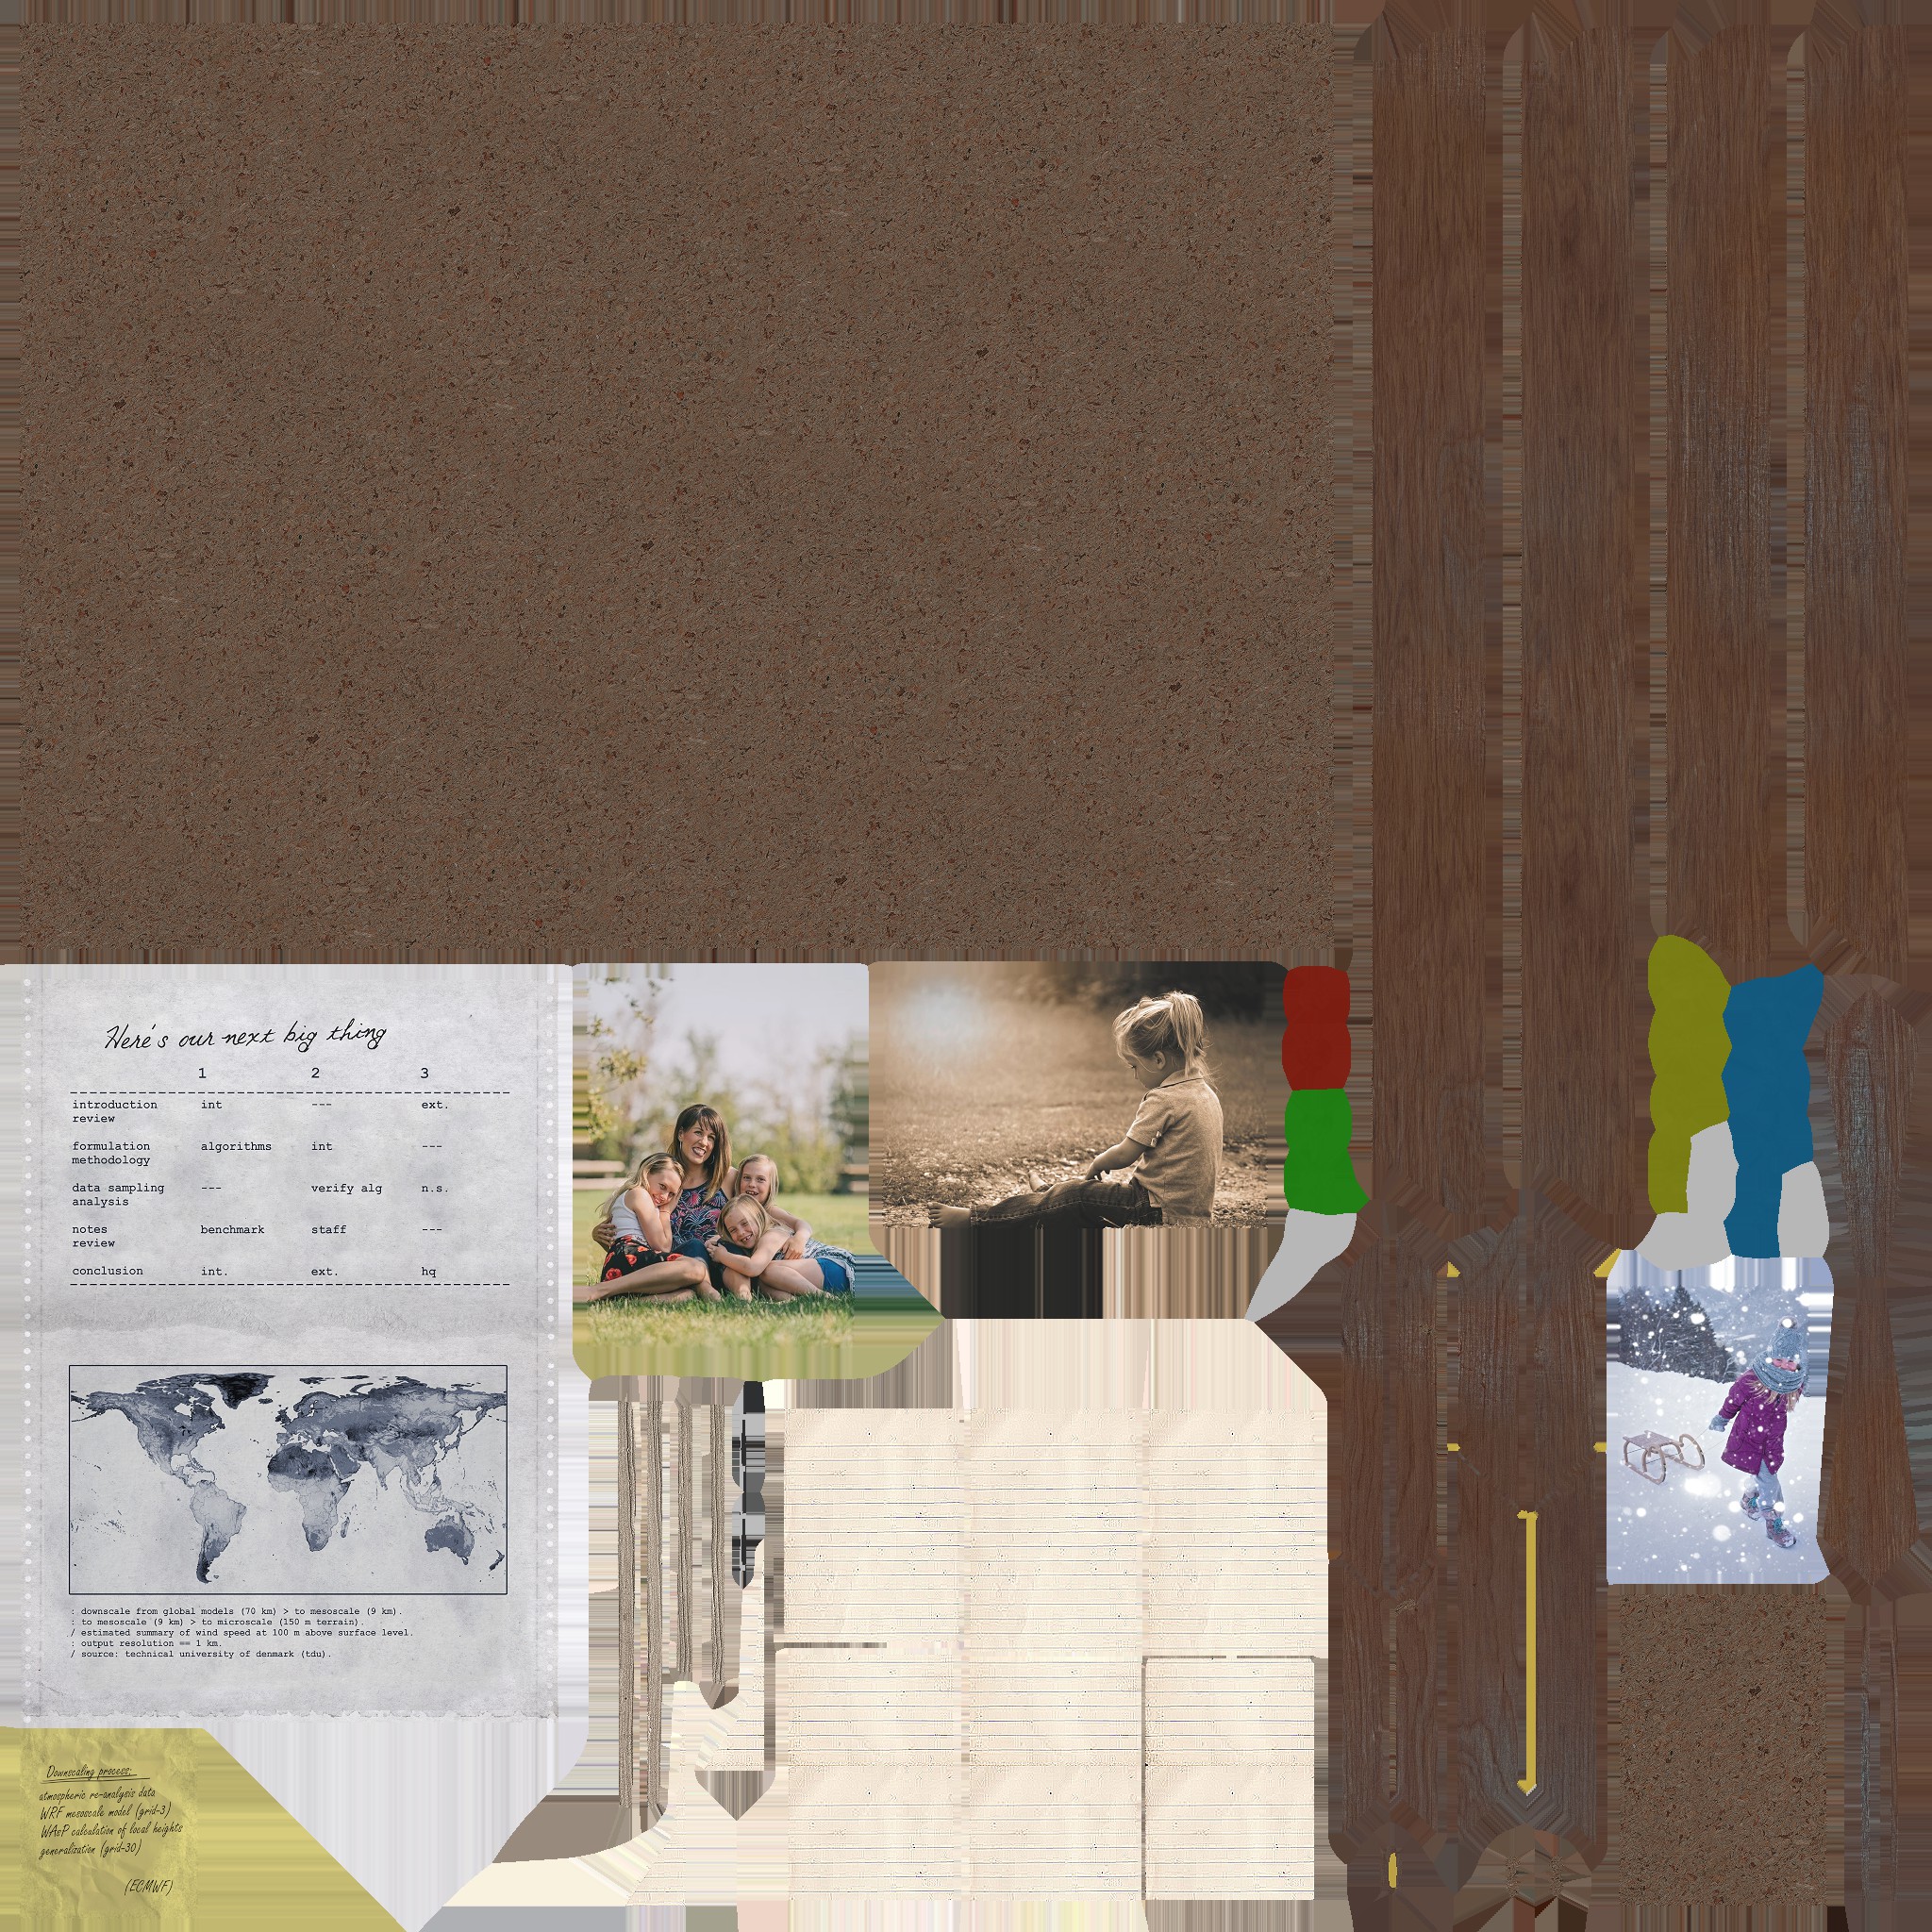 Here's our next big thing
1 2 3
introduction review int --- ext.
formulation methodology algorithms int ---
data sampling analysis --- verify alg n.s.
notes review benchmark staff ---
conclusion int. ext. hq
: downscale from global models (70 km) > to mesoscale (9 km).
: to mesoscale (9 km) > to microscale (150 m terrain).
/ estimated summary of wind speed at 100 m above surface level.
: output resolution == 1 km.
/ source: technical university of denmark (tdu).
Downscaling process:
atmospheric re-analysis data
WRF mesoscale model (grid-3)
WAsP calculation of local heights
generalization (grid-30)
(ECMWF)